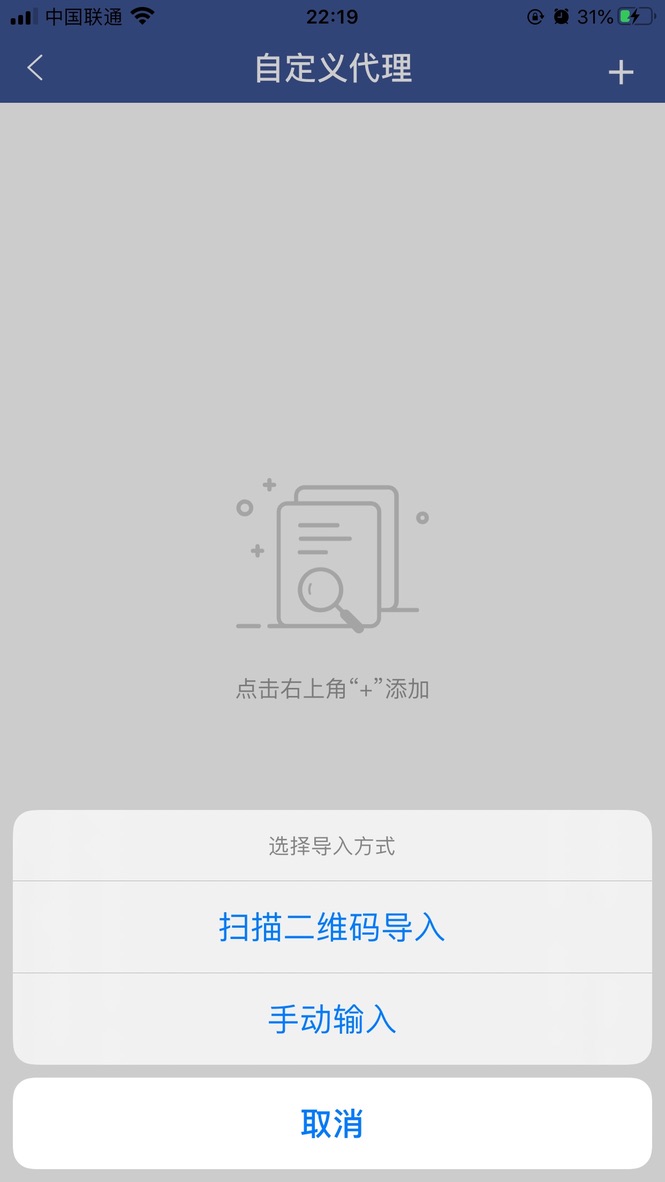 中国联通 22:19 31%
自定义代理
点击右上角“+”添加
选择导入方式
扫描二维码导入
手动输入
取消